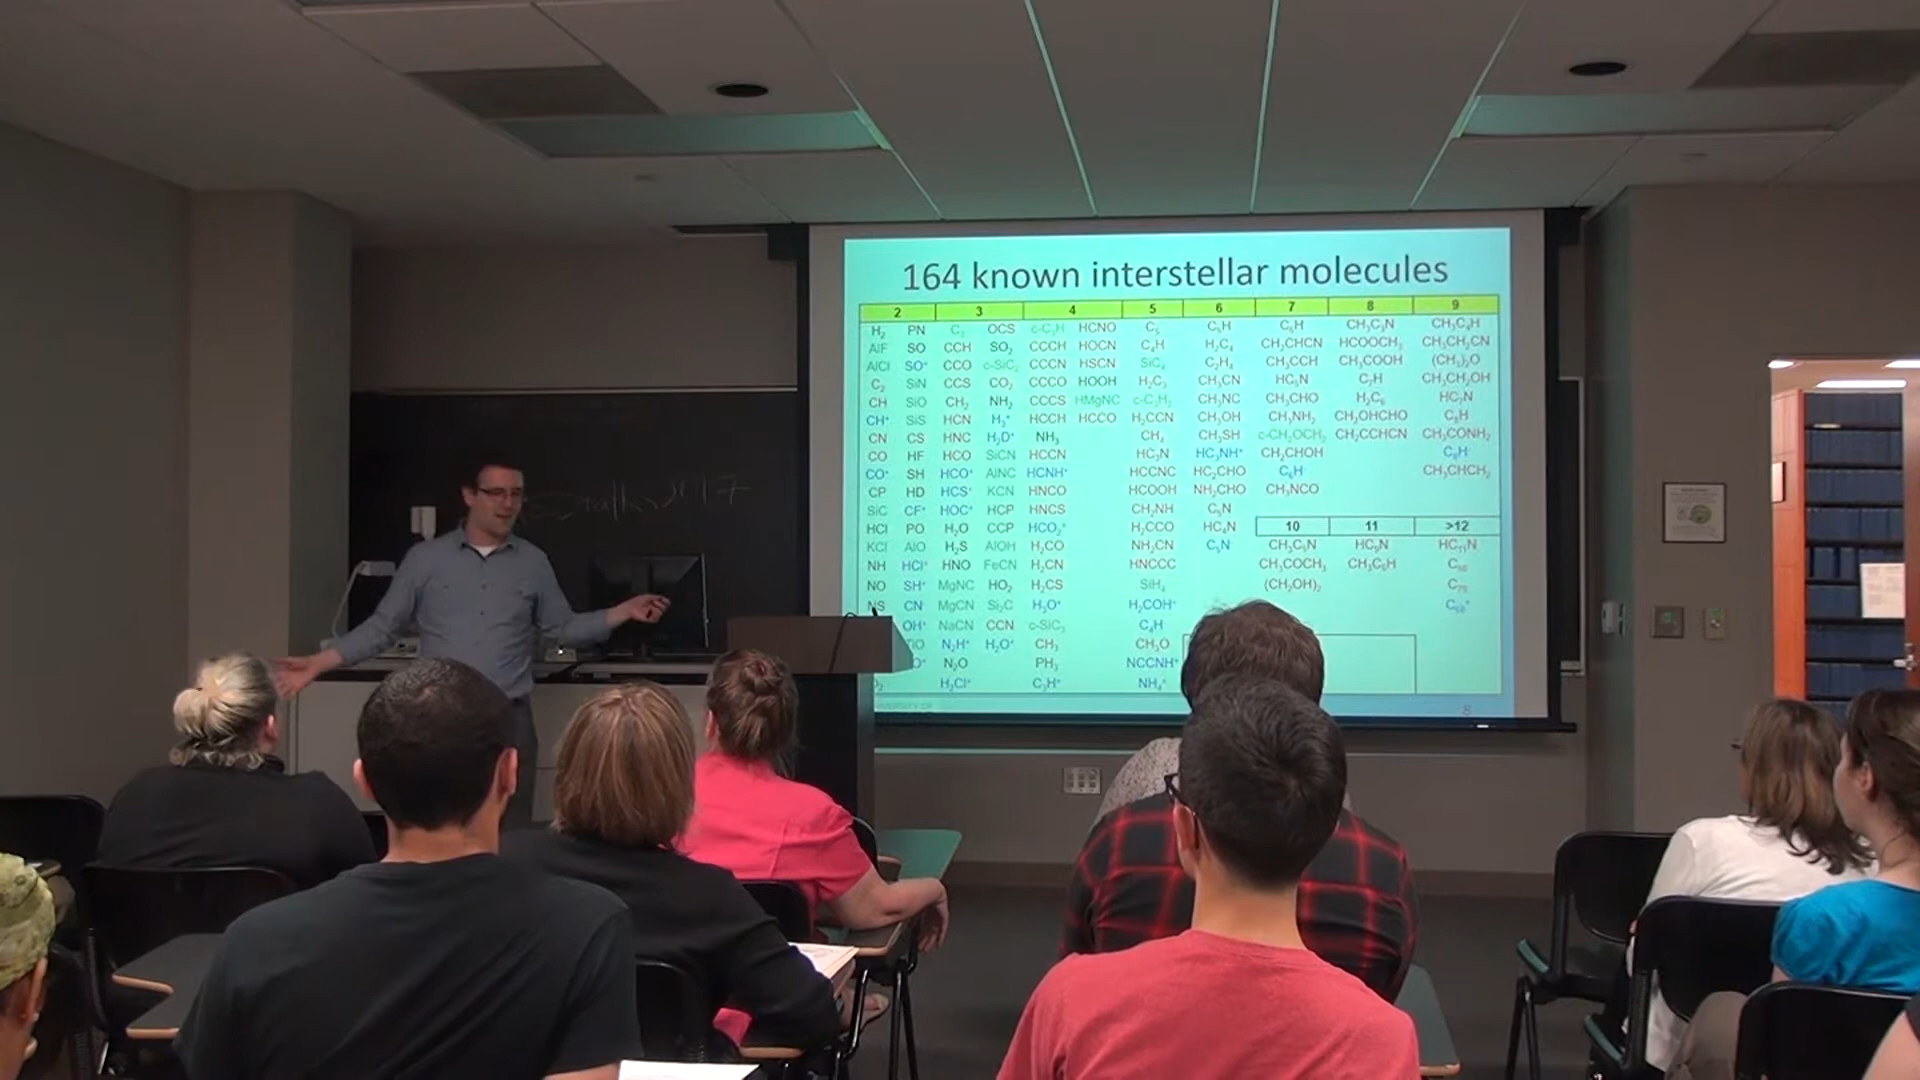 164 known interstellar molecules
2 3 4 5 6 7 8 9
H₂ PN C₃ OCS c-C₃H HCNO C₅ C₅H C₆H CH₃C₃N CH₃C₄H
AlF SO CCH SO₂ CCCH HOCN C₄H H₂C₄ CH₂CHCN HCOOCH₃ CH₃CH₂CN
AlCl SO⁺ CCO c-SiC₂ CCCN HSCN SiC₄ C₂H₄ CH₃CCH CH₃COOH (CH₃)₂O
C₂ SiN CCS CO₂ CCCO HOOH H₂C₃ CH₃CN HC₅N C₇H CH₃CH₂OH
CH SiO CH₂ NH₂ CCCS HMgNC c-C₃H₂ CH₃NC CH₃CHO H₂C₆ HC₇N
CH⁺ SiS HCN H₃⁺ HCCH HCCO H₂CCN CH₃OH CH₃NH₂ CH₂OHCHO C₈H
CN CS HNC H₂D⁺ NH₃ CH₄ CH₃SH c-CH₂OCH₂ CH₂CCHCN CH₃CONH₂
CO HF HCO SiCN HCCN HC₃N HC₃NH⁺ CH₂CHOH C₈H⁻
CO⁺ SH HCO⁺ AlNC HCNH⁺ HCCNC HC₂CHO C₆H⁻ CH₃CHCH₂
CP HD HCS⁺ KCN HNCO HCOOH NH₂CHO CH₃NCO
SiC CF⁺ HOC⁺ HCP HNCS CH₂NH C₅N
HCl PO H₂O CCP HCO₂⁺ H₂CCO HC₄N 10 11 >12
KCl AlO H₂S AlOH H₂CO NH₂CN C₅N⁻ CH₃C₅N HC₉N HC₁₁N
NH HCl⁺ HNO FeCN H₂CN HNCCC CH₃COCH₃ CH₃C₆H C₆₀
NO SH⁺ MgNC HO₂ H₂CS SiH₄ (CH₂OH)₂ C₇₀
NS CN⁻ MgCN Si₂C H₃O⁺ H₂COH⁺ C₆₀⁺
OH⁺ NaCN CCN c-SiC₃ C₄H⁻
N₂H⁺ H₂O⁺ CH₃ CH₃O
N₂O PH₃ NCCNH⁺
H₂Cl⁺ C₃H⁺ NH₄⁺
8